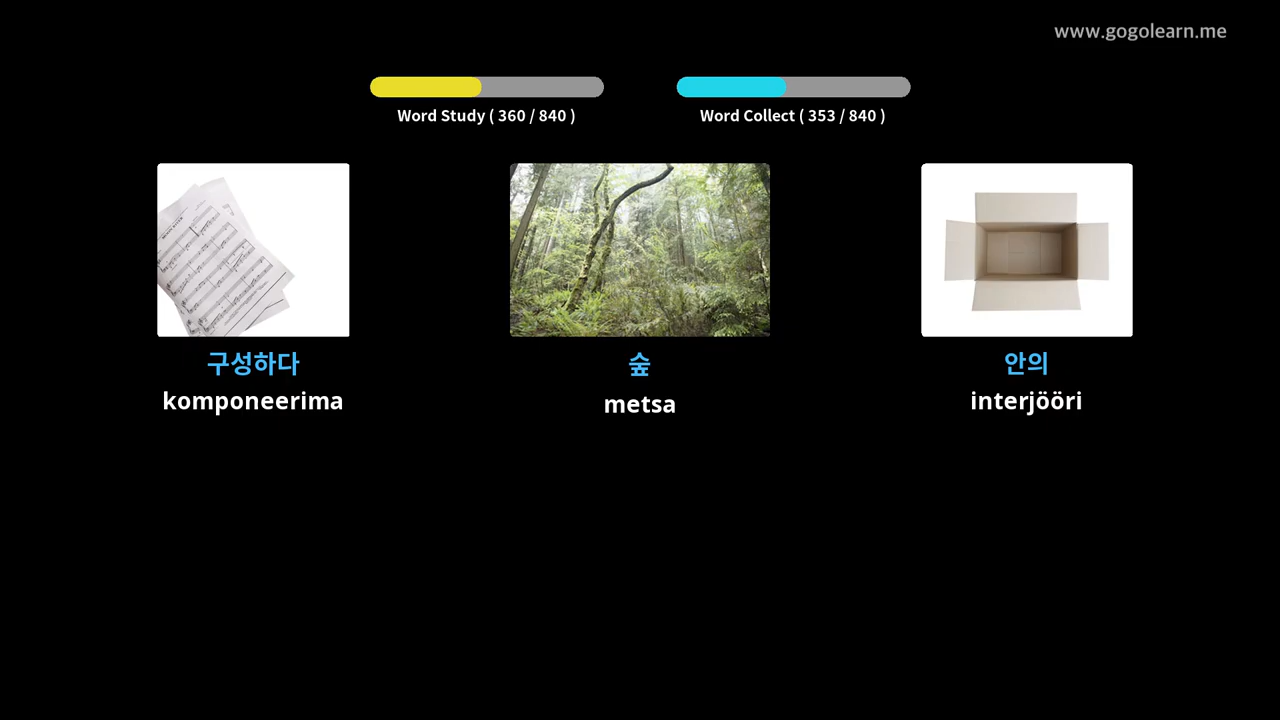 www.gogolearn.me
Word Study ( 360 / 840 )
Word Collect ( 353 / 840 )
구성하다
komponeerima
숲
metsa
안의
interjööri